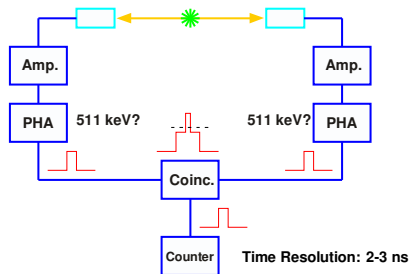 Amp.
Amp.
PHA
511 keV?
511 keV?
PHA
Coinc.
Counter
Time Resolution: 2-3 ns